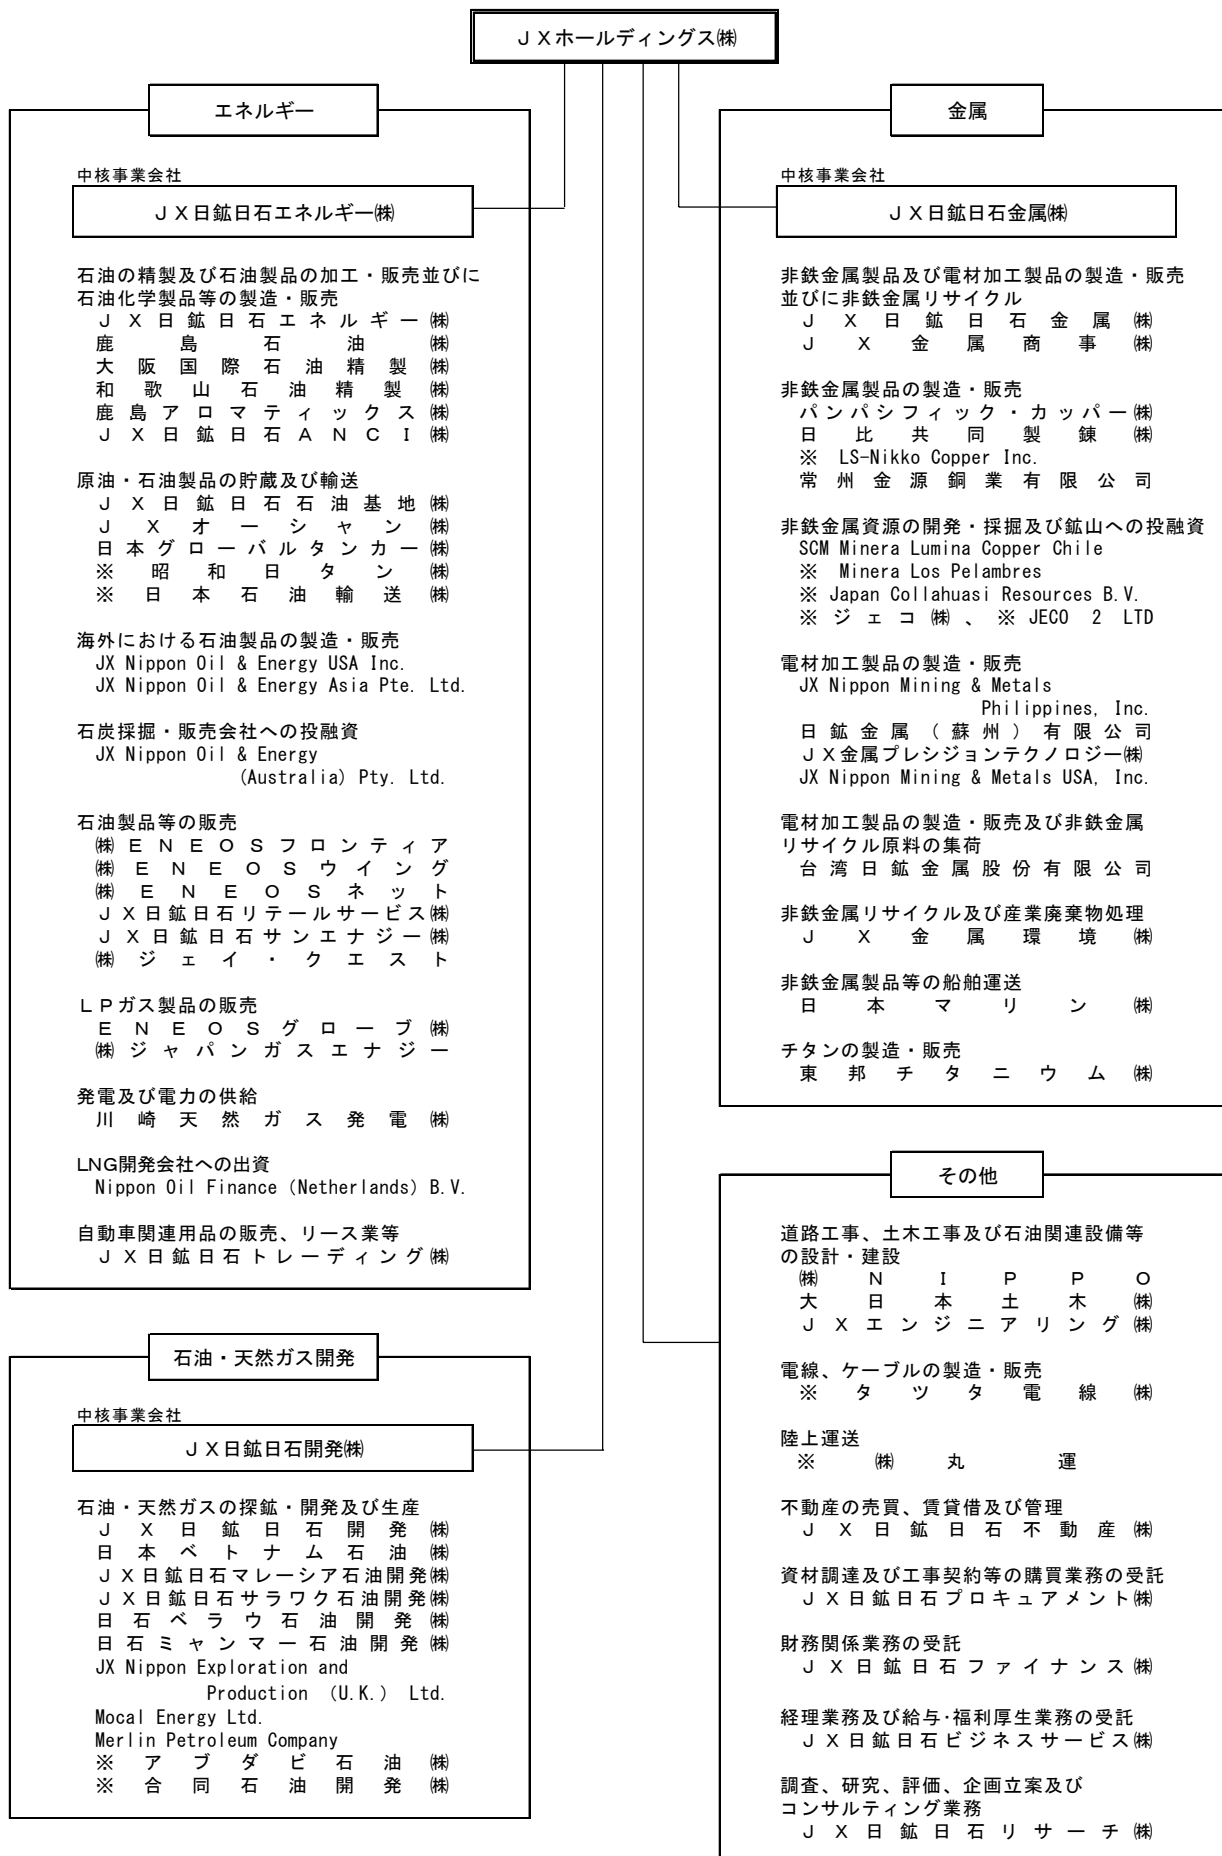 ＪＸホールディングス㈱
エネルギー
中核事業会社
ＪＸ日鉱日石エネルギー㈱
石油の精製及び石油製品の加工・販売並びに
石油化学製品等の製造・販売
ＪＸ日鉱日石エネルギー㈱
鹿島石油㈱
大阪国際石油精製㈱
和歌山石油精製㈱
鹿島アロマティックス㈱
ＪＸ日鉱日石ＡＮＣＩ㈱
原油・石油製品の貯蔵及び輸送
ＪＸ日鉱日石石油基地㈱
ＪＸオーシャン㈱
日本グローバルタンカー㈱
※昭和日タン㈱
※日本石油輸送㈱
海外における石油製品の製造・販売
JX Nippon Oil & Energy USA Inc.
JX Nippon Oil & Energy Asia Pte. Ltd.
石炭採掘・販売会社への投融資
JX Nippon Oil & Energy
(Australia) Pty. Ltd.
石油製品等の販売
㈱ＥＮＥＯＳフロンティア
㈱ＥＮＥＯＳウイング
㈱ＥＮＥＯＳネット
ＪＸ日鉱日石リテールサービス㈱
ＪＸ日鉱日石サンエナジー㈱
㈱ジェイ・クエスト
ＬＰガス製品の販売
ＥＮＥＯＳグローブ㈱
㈱ジャパンガスエナジー
発電及び電力の供給
川崎天然ガス発電㈱
LNG開発会社への出資
Nippon Oil Finance (Netherlands) B.V.
自動車関連用品の販売、リース業等
ＪＸ日鉱日石トレーディング㈱
石油・天然ガス開発
中核事業会社
ＪＸ日鉱日石開発㈱
石油・天然ガスの探鉱・開発及び生産
ＪＸ日鉱日石開発㈱
日本ベトナム石油㈱
ＪＸ日鉱日石マレーシア石油開発㈱
ＪＸ日鉱日石サラワク石油開発㈱
日石ベラウ石油開発㈱
日石ミャンマー石油開発㈱
JX Nippon Exploration and
Production (U.K.) Ltd.
Mocal Energy Ltd.
Merlin Petroleum Company
※アブダビ石油㈱
※合同石油開発㈱
金属
中核事業会社
ＪＸ日鉱日石金属㈱
非鉄金属製品及び電材加工製品の製造・販売
並びに非鉄金属リサイクル
ＪＸ日鉱日石金属㈱
ＪＸ金属商事㈱
非鉄金属製品の製造・販売
パンパシフィック・カッパー㈱
日比共同製錬㈱
※ LS-Nikko Copper Inc.
常州金源銅業有限公司
非鉄金属資源の開発・採掘及び鉱山への投融資
SCM Minera Lumina Copper Chile
※ Minera Los Pelambres
※ Japan Collahuasi Resources B.V.
※ジェコ㈱、※ JECO 2 LTD
電材加工製品の製造・販売
JX Nippon Mining & Metals
Philippines, Inc.
日鉱金属（蘇州）有限公司
ＪＸ金属プレシジョンテクノロジー㈱
JX Nippon Mining & Metals USA, Inc.
電材加工製品の製造・販売及び非鉄金属
リサイクル原料の集荷
台湾日鉱金属股份有限公司
非鉄金属リサイクル及び産業廃棄物処理
ＪＸ金属環境㈱
非鉄金属製品等の船舶運送
日本マリン㈱
チタンの製造・販売
東邦チタニウム㈱
その他
道路工事、土木工事及び石油関連設備等
の設計・建設
㈱ＮＩＰＰＯ
大日本土木㈱
ＪＸエンジニアリング㈱
電線、ケーブルの製造・販売
※タツタ電線㈱
陸上運送
※㈱丸運
不動産の売買、賃貸借及び管理
ＪＸ日鉱日石不動産㈱
資材調達及び工事契約等の購買業務の受託
ＪＸ日鉱日石プロキュアメント㈱
財務関係業務の受託
ＪＸ日鉱日石ファイナンス㈱
経理業務及び給与・福利厚生業務の受託
ＪＸ日鉱日石ビジネスサービス㈱
調査、研究、評価、企画立案及び
コンサルティング業務
ＪＸ日鉱日石リサーチ㈱